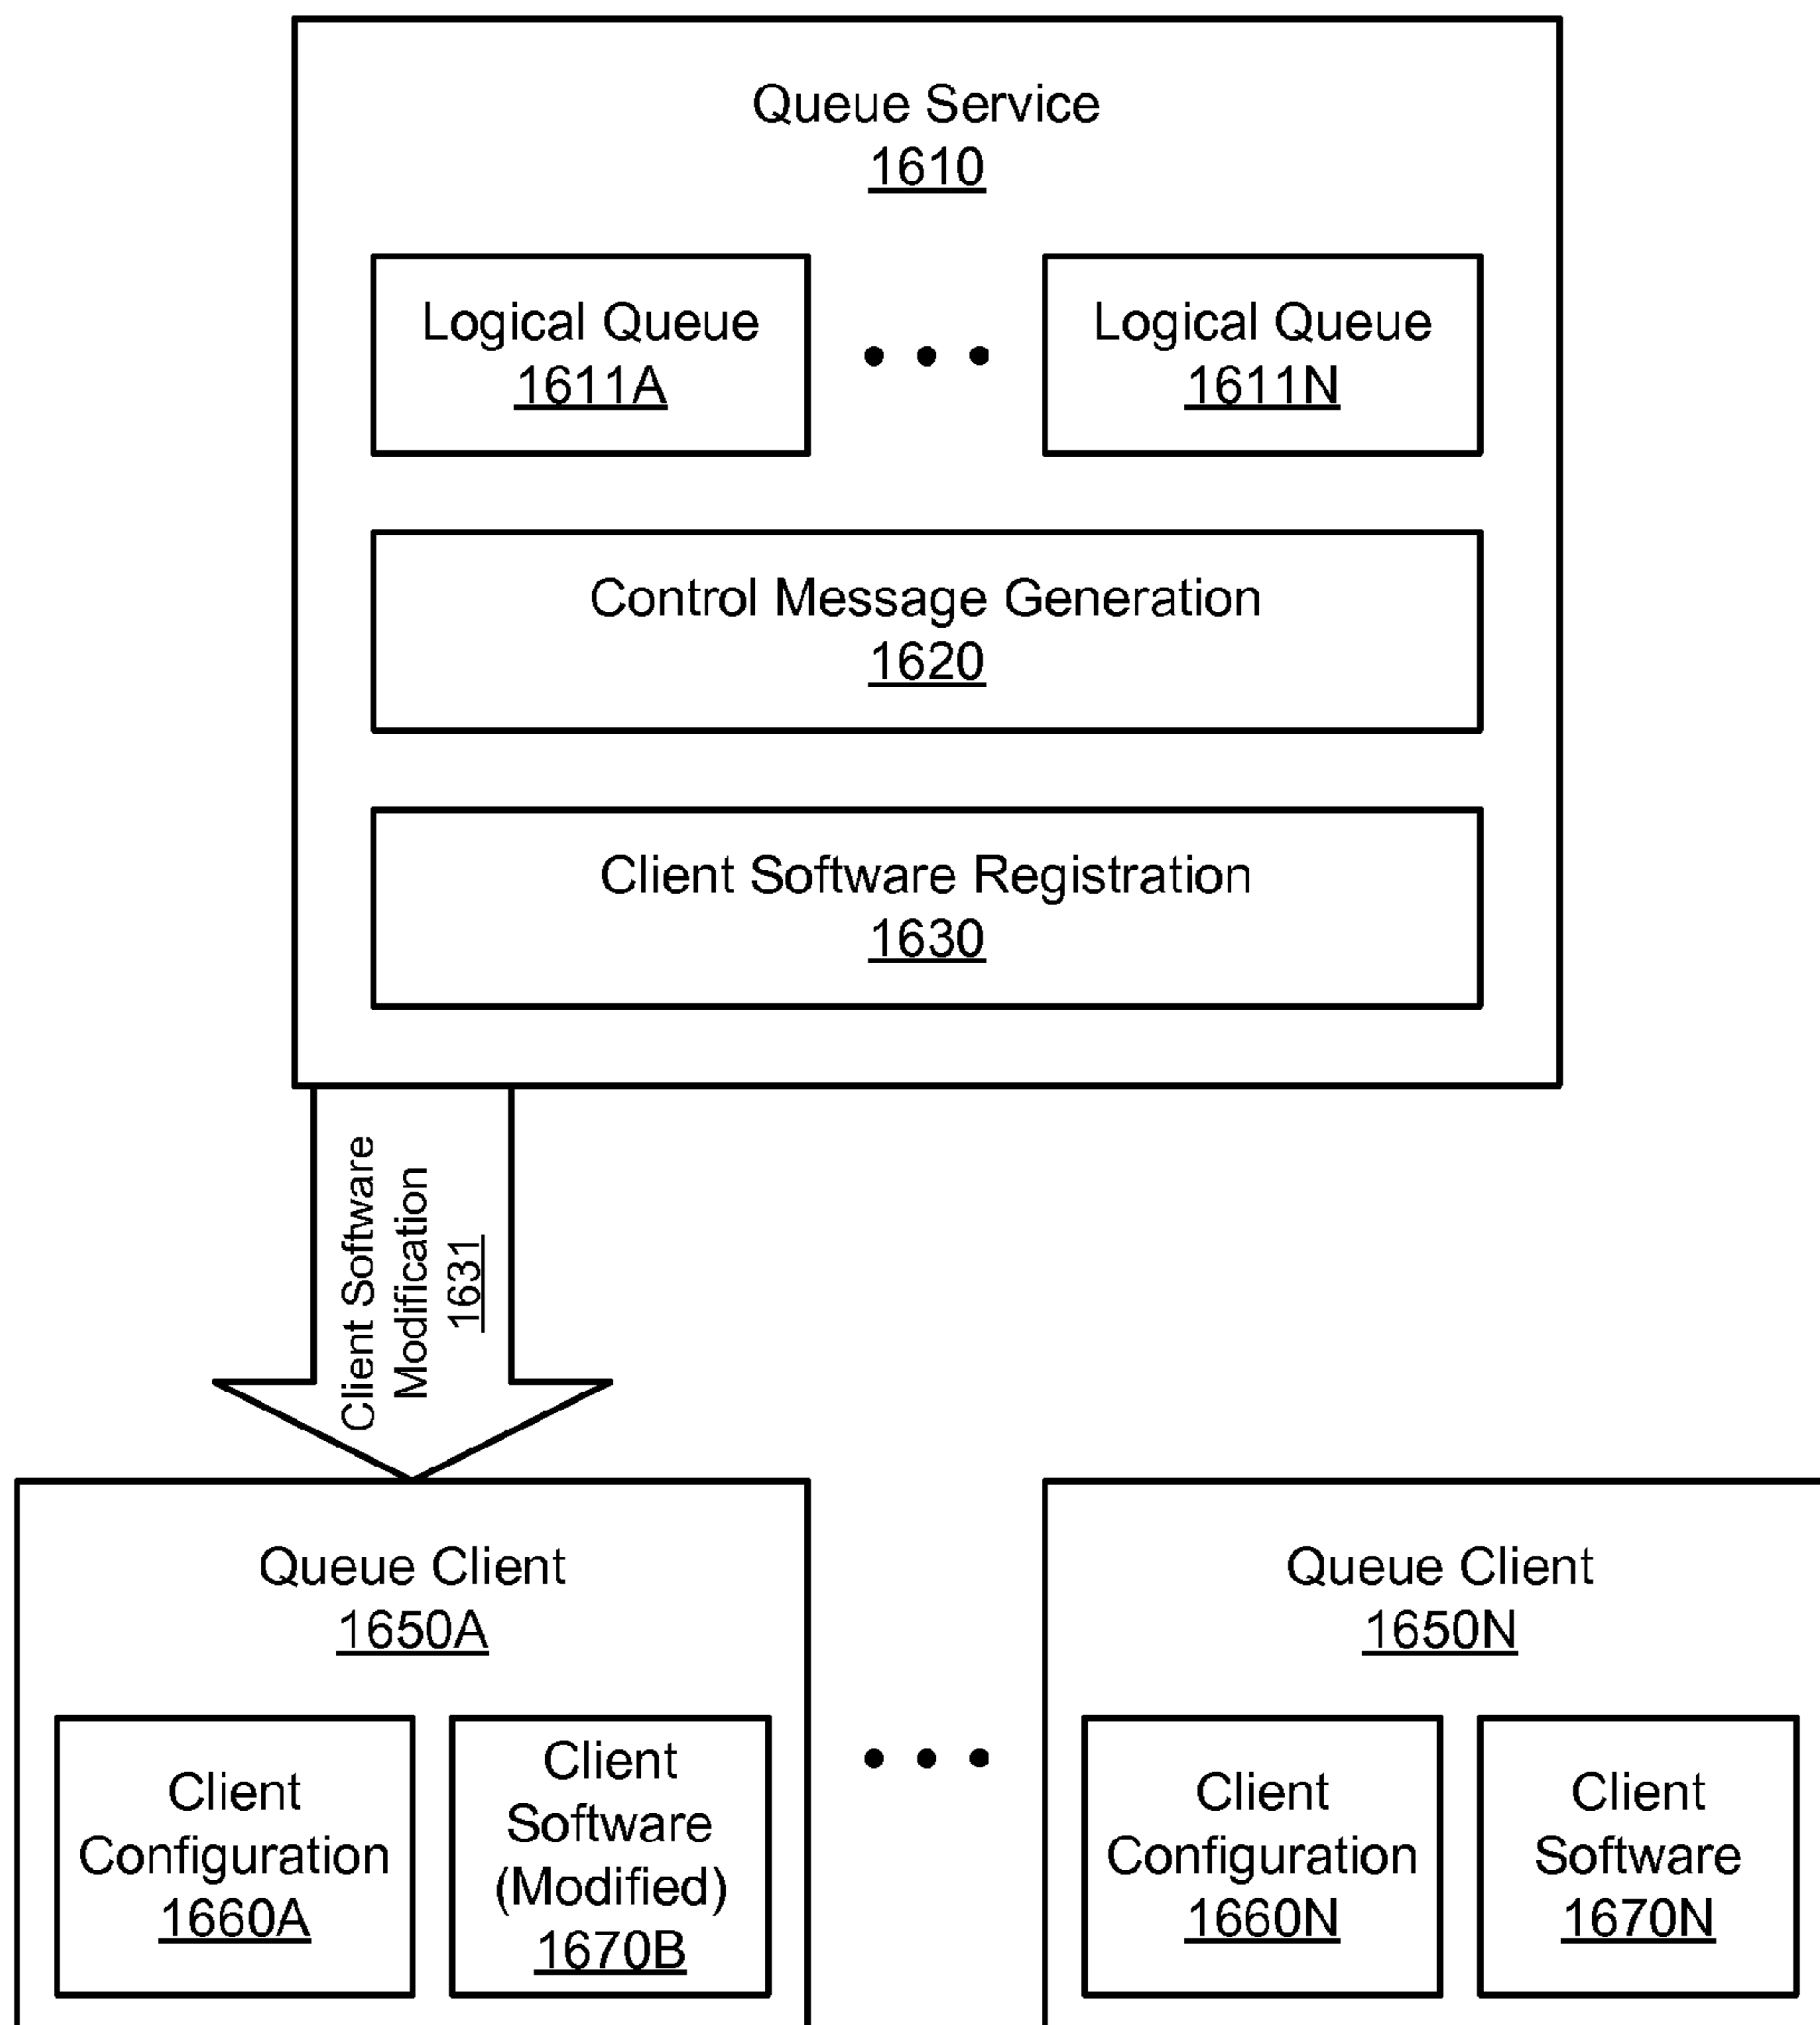 Queue Service
1610
Logical Queue
1611A
Logical Queue
1611N
Control Message Generation
1620
Client Software Registration
1630
Client Software
Modification
1631
Queue Client
1650A
Client
Configuration
1660A
Client
Software
(Modified)
1670B
Queue Client
1650N
Client
Configuration
1660N
Client
Software
1670N